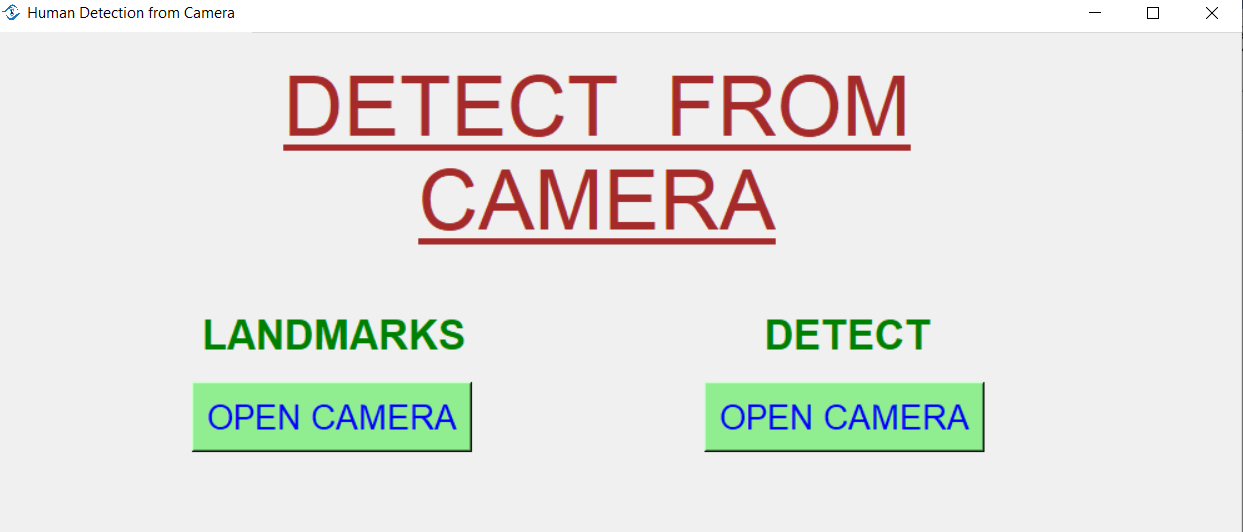 Human Detection from Camera
DETECT FROM
CAMERA
LANDMARKS
DETECT
OPEN CAMERA
OPEN CAMERA